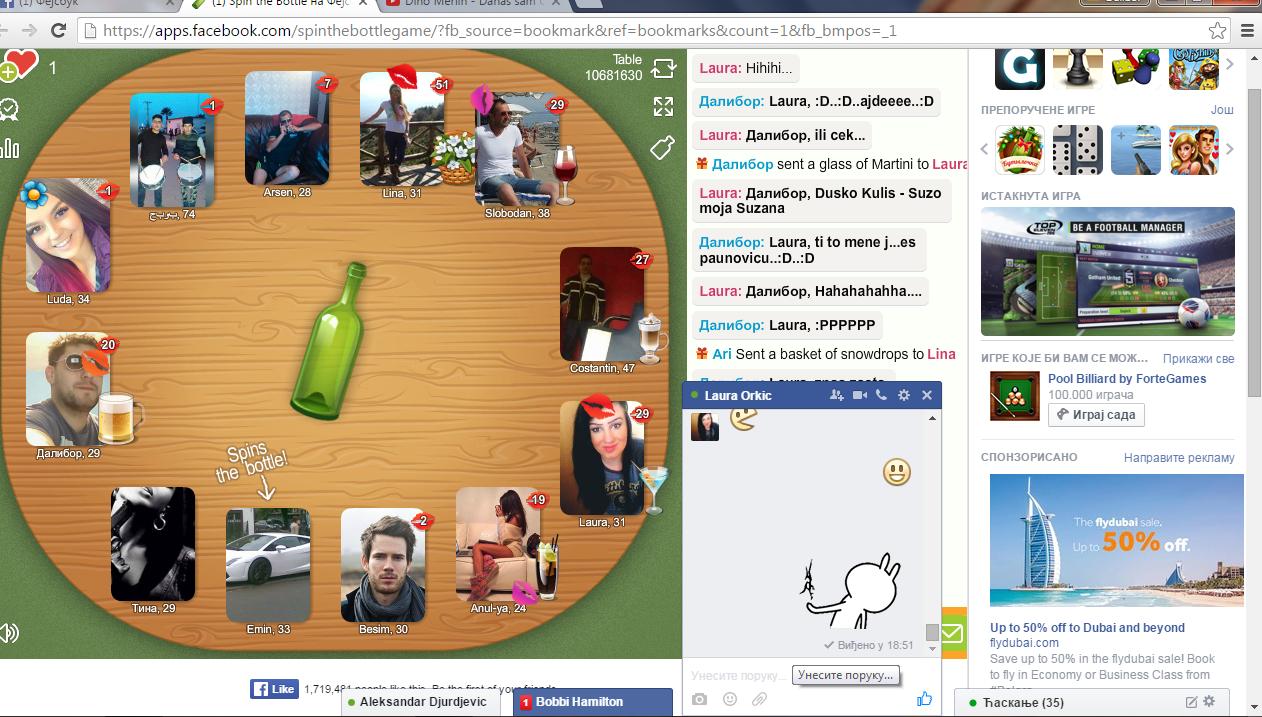 (1) Фејсбук
(1) Spin the Bottle на Феј
Dino Merlin - Danas sam
https://apps.facebook.com/spinthebottlegame/?fb_source=bookmark&ref=bookmarks&count=1&fb_bmpos=_1
1
Table
10681630
1
74
7
Arsen, 28
51
Lina, 31
29
Slobodan, 38
1
Luda, 34
27
Costantin, 47
20
Далибор, 29
29
Laura, 31
Spins
the bottle!
Тина, 29
Emin, 33
2
Besim, 30
19
Anul-ya, 24
Laura: Hihihi...
Далибор: Laura, :D..:D..ajdeeee..:D
Laura: Далибор, ili cek...
Далибор sent a glass of Martini to Laura
Laura: Далибор, Dusko Kulis - Suzo
moja Suzana
Далибор: Laura, ti to mene j...es
paunovicu..:D..:D
Laura: Далибор, Hahahahahha....
Далибор: Laura, :PPPPPP
Ari Sent a basket of snowdrops to Lina
Laura Orkic
Виђено у 18:51
Унесите поруку...
Унесите поруку...
Like
1,719,481 people like this. Be the first of your friends.
Aleksandar Djurdjevic
1 Bobbi Hamilton
Ћаскање (35)
ПРЕПОРУЧЕНЕ ИГРЕ
Још
ИСТАКНУТА ИГРА
TOP ELEVEN
BE A FOOTBALL MANAGER
ИГРЕ КОЈЕ БИ ВАМ СЕ МОЖ...
Прикажи све
Pool Billiard by ForteGames
100.000 играча
Играј сада
СПОНЗОРИСАНО
Направите рекламу
The flydubai sale.
Up to 50% off.
Up to 50% off to Dubai and beyond
flydubai.com
Save up to 50% in the flydubai sale! Book
to fly in Economy or Business Class from